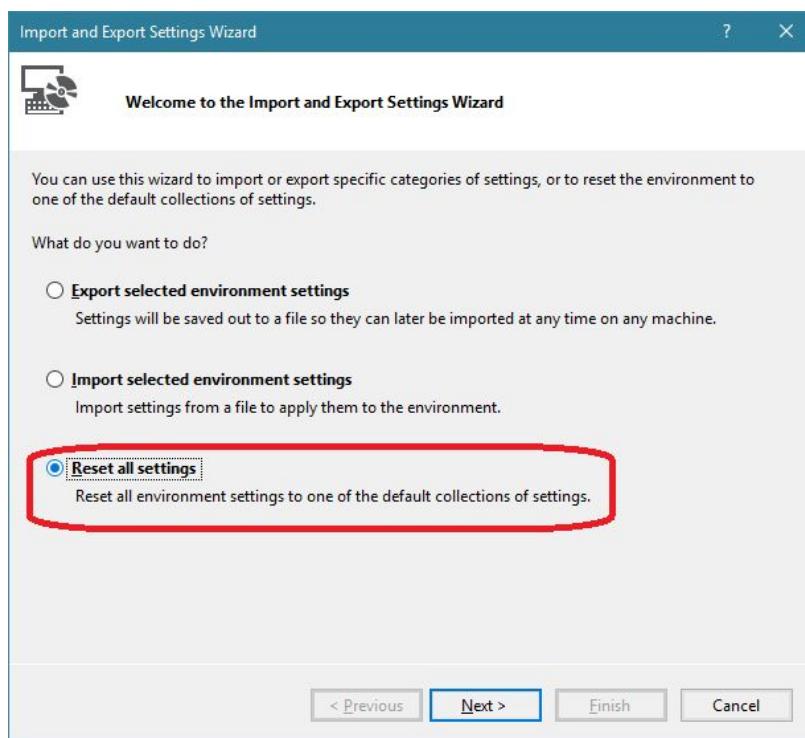 Import and Export Settings Wizard
?
Welcome to the Import and Export Settings Wizard
You can use this wizard to import or export specific categories of settings, or to reset the environment to
one of the default collections of settings.
What do you want to do?
Export selected environment settings
Settings will be saved out to a file so they can later be imported at any time on any machine.
Import selected environment settings
Import settings from a file to apply them to the environment.
Reset all settings
Reset all environment settings to one of the default collections of settings.
< Previous Next > Finish Cancel